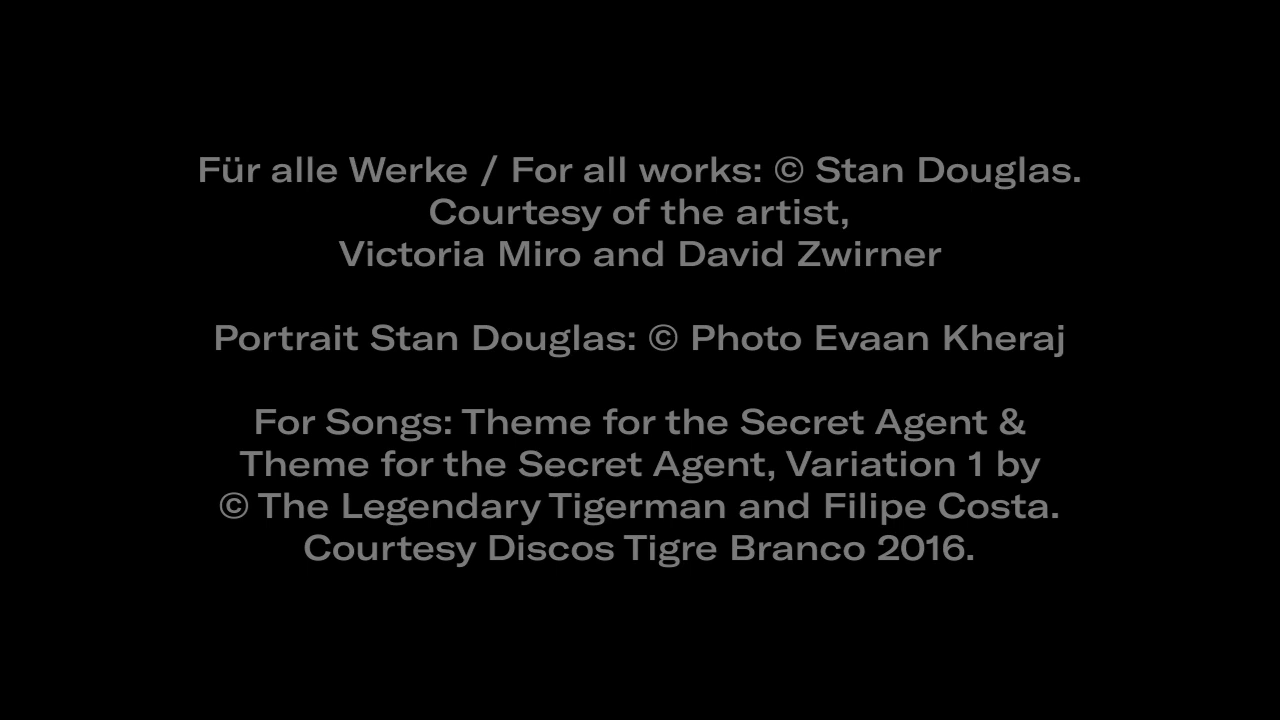 Für alle Werke / For all works: © Stan Douglas.
Courtesy of the artist,
Victoria Miro and David Zwirner
Portrait Stan Douglas: © Photo Evaan Kheraj
For Songs: Theme for the Secret Agent &
Theme for the Secret Agent, Variation 1 by
© The Legendary Tigerman and Filipe Costa.
Courtesy Discos Tigre Branco 2016.